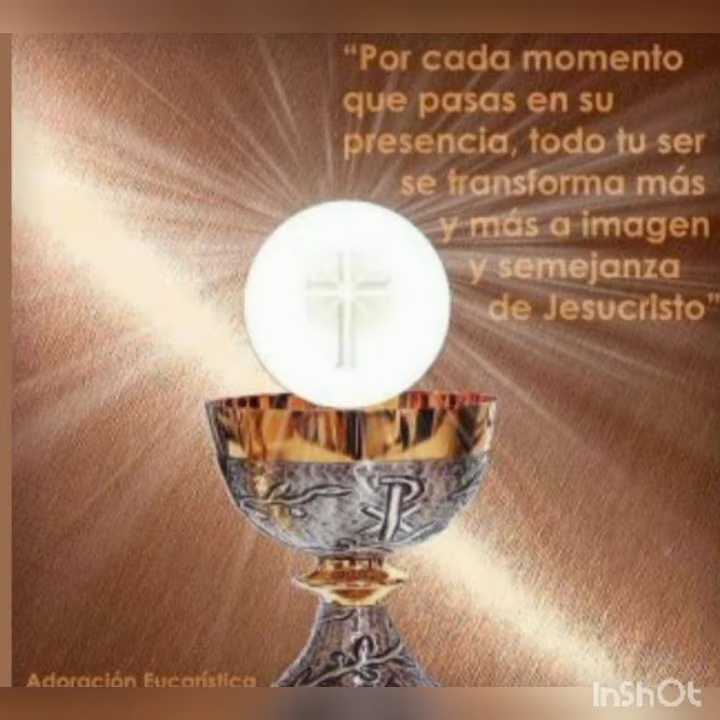 “Por cada momento
que pasas en su
presencia, todo tu ser
se transforma más
y más a imagen
y semejanza
de Jesucristo”
Adoración Eucarística
InShOt